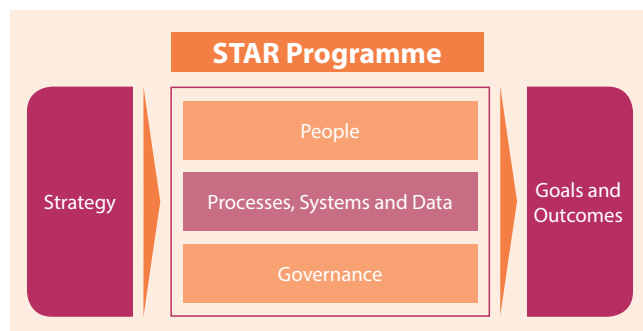 STAR Programme
Strategy
People
Processes, Systems and Data
Governance
Goals and
Outcomes